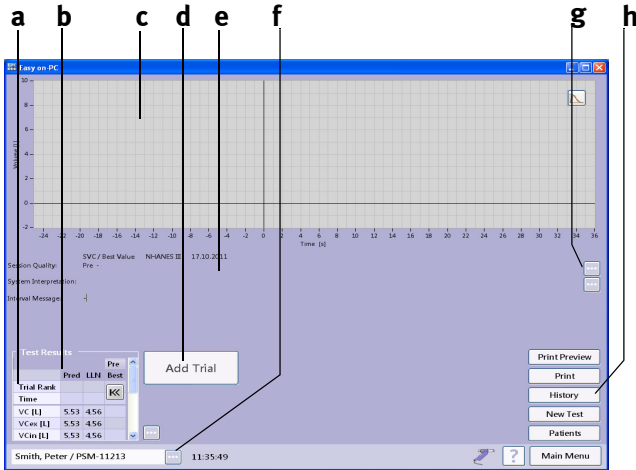 a b c d e f g h
Easy on-PC
10
8
6
4
2
0
-2
Volume [L]
-24 -22 -20 -18 -16 -14 -12 -10 -8 -6 -4 -2 0 2 4 6 8 10 12 14 16 18 20 22 24 26 28 30 32 34 36
Time [s]
SVC / Best Value NHANES III 17.10.2011
Session Quality: Pre -
System Interpretation:
Interval Message: -
Test Results
Pre
Pred LLN Best
Trial Rank
Time
VC [L] 5.53 4.56
VCex [L] 5.53 4.56
VCin [L] 5.53 4.56
Add Trial
Print Preview
Print
History
New Test
Patients
Smith, Peter / PSM-11213 ... 11:35:49 ? Main Menu